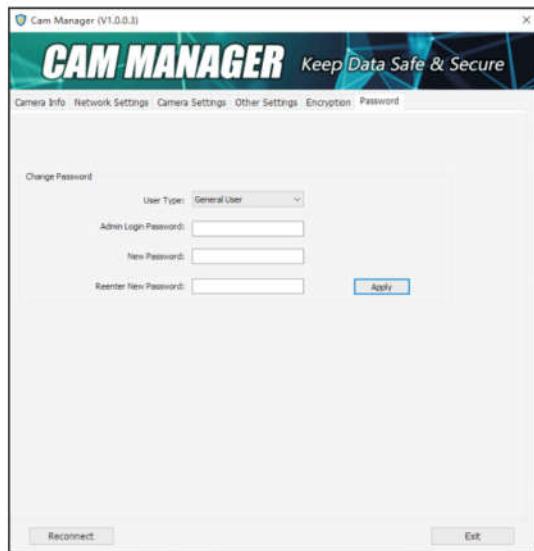 Cam Manager (V1.0.0.3)
CAM MANAGER Keep Data Safe & Secure
Camera Info Network Settings Camera Settings Other Settings Encryption Password
Change Password
User Type: General User
Admin Login Password:
New Password:
Reenter New Password: Apply
Reconnect Exit